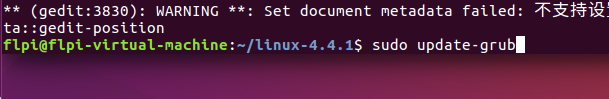 ** (gedit:3830): WARNING **: Set document metadata failed: 不支持设
ta::gedit-position
flpi@flpi-virtual-machine:~/linux-4.4.1$ sudo update-grub